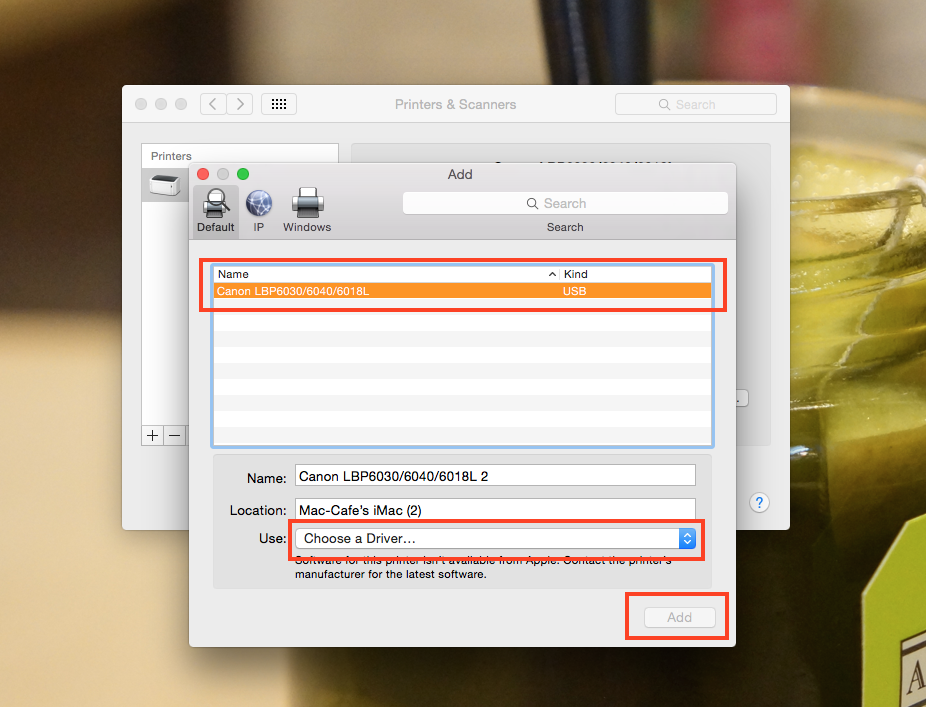 Printers & Scanners
Search
Printers
Add
Default
IP
Windows
Search
Search
Name
Kind
Canon LBP6030/6040/6018L
USB
Name:
Canon LBP6030/6040/6018L 2
Location:
Mac-Cafe's iMac (2)
Use:
Choose a Driver...
Software for this printer isn't available from Apple. Contact the printer's
manufacturer for the latest software.
?
Add
A